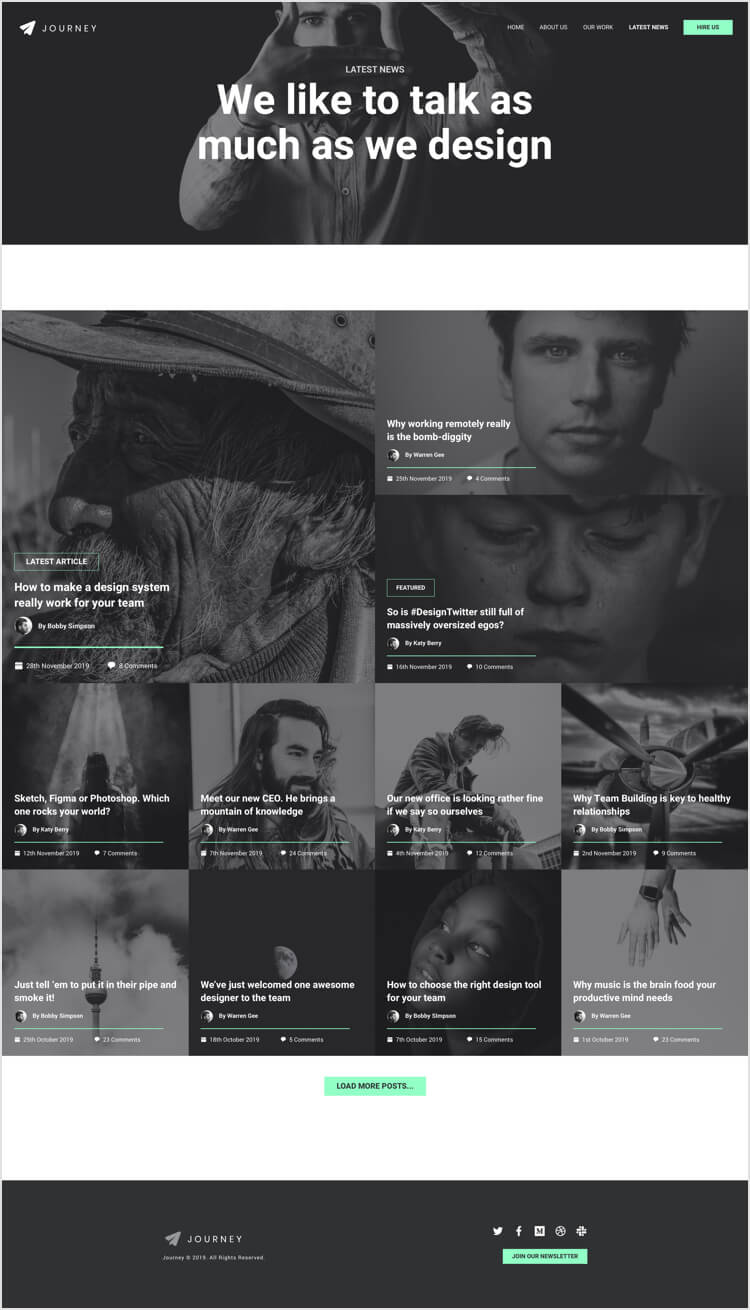 JOURNEY
HOME
ABOUT US
OUR WORK
LATEST NEWS
HIRE US
LATEST NEWS
We like to talk as
much as we design
LATEST ARTICLE
How to make a design system
really work for your team
By Bobby Simpson
28th November 2019
8 Comments
Why working remotely really
is the bomb-diggity
By Warren Gee
25th November 2019
4 Comments
FEATURED
So is #DesignTwitter still full of
massively oversized egos?
By Katy Berry
16th November 2019
10 Comments
Sketch, Figma or Photoshop. Which
one rocks your world?
By Katy Berry
12th November 2019
7 Comments
Meet our new CEO. He brings a
mountain of knowledge
By Warren Gee
7th November 2019
24 Comments
Our new office is looking rather fine
if we say so ourselves
By Katy Berry
4th November 2019
12 Comments
Why Team Building is key to healthy
relationships
By Bobby Simpson
2nd November 2019
9 Comments
Just tell ‘em to put it in their pipe and
smoke it!
By Bobby Simpson
25th October 2019
23 Comments
We’ve just welcomed one awesome
designer to the team
By Warren Gee
18th October 2019
5 Comments
How to choose the right design tool
for your team
By Bobby Simpson
7th October 2019
15 Comments
Why music is the brain food your
productive mind needs
By Warren Gee
1st October 2019
23 Comments
LOAD MORE POSTS...
JOURNEY
Journey © 2019. All Rights Reserved.
JOIN OUR NEWSLETTER